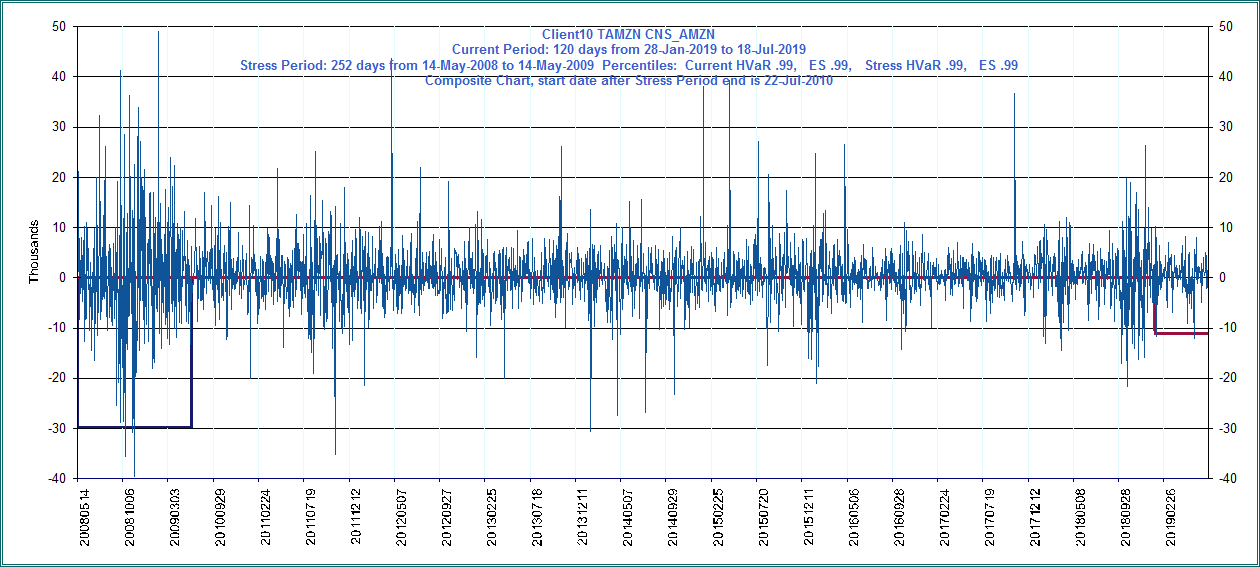 Client10 TAMZN CNS_AMZN
Current Period: 120 days from 28-Jan-2019 to 18-Jul-2019
Stress Period: 252 days from 14-May-2008 to 14-May-2009 Percentiles: Current HVaR .99, ES .99, Stress HVaR .99, ES .99
Composite Chart, start date after Stress Period end is 22-Jul-2010
50 50
40 40
30 30
20 20
10 10
Thousands
0 0
-10 -10
-20 -20
-30 -30
-40 -40
20080514 20081006 20090303 20100929 20110224 20110719 20111212 20120507 20120927 20130225 20130718 20131211 20140507 20140929 20150225 20150720 20151211 20160506 20160928 20170224 20170719 20171212 20180508 20180928 20190226